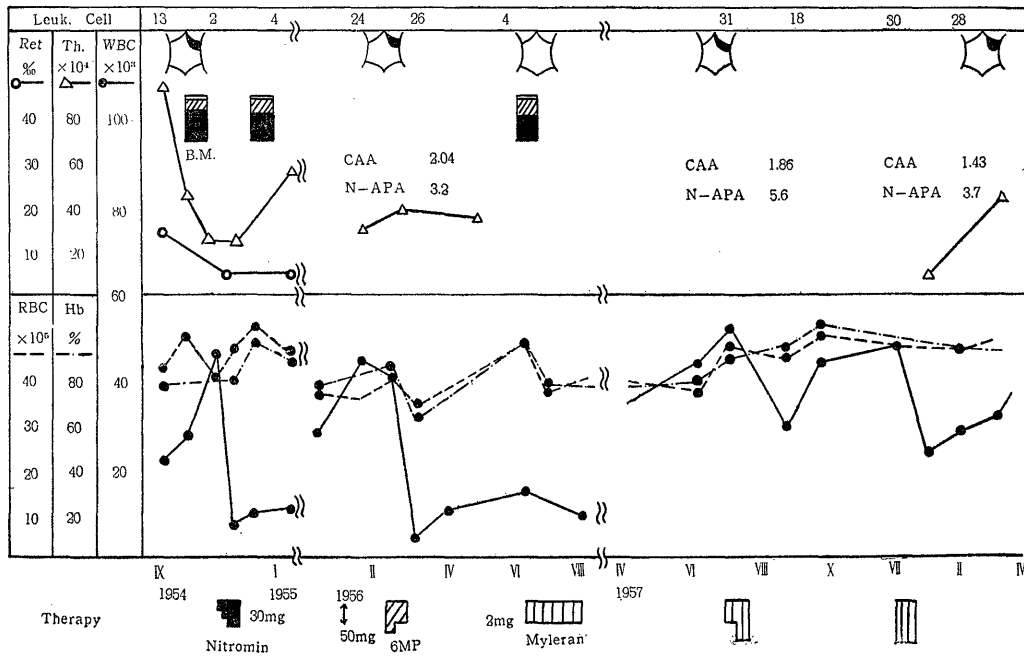 Leuk. Cell 13 2 4 24 26 4 31 18 30 28
Ret Th. WBC
‰ ×10⁴ ×10³
40 80 100
B.M.
30 60
CAA 2.04 CAA 1.86 CAA 1.43
N-APA 3.2 N-APA 5.6 N-APA 3.7
20 40 80
10 20
60
RBC Hb
×10⁵ %
40 80 40
30 60
20 40 20
10 20
Ⅸ Ⅰ Ⅱ Ⅳ Ⅵ Ⅷ Ⅳ Ⅵ Ⅷ Ⅹ Ⅶ Ⅱ Ⅳ
1954 1955 1956 1957
Therapy 30mg 50mg 2mg
Nitromin 6MP Myleran